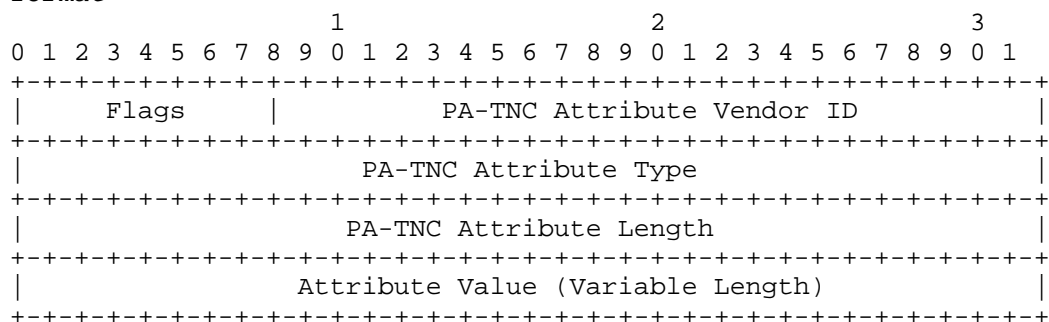 1                   2                   3
 0 1 2 3 4 5 6 7 8 9 0 1 2 3 4 5 6 7 8 9 0 1 2 3 4 5 6 7 8 9 0 1
+-+-+-+-+-+-+-+-+-+-+-+-+-+-+-+-+-+-+-+-+-+-+-+-+-+-+-+-+-+-+-+-+
|     Flags     |          PA-TNC Attribute Vendor ID           |
+-+-+-+-+-+-+-+-+-+-+-+-+-+-+-+-+-+-+-+-+-+-+-+-+-+-+-+-+-+-+-+-+
|                     PA-TNC Attribute Type                     |
+-+-+-+-+-+-+-+-+-+-+-+-+-+-+-+-+-+-+-+-+-+-+-+-+-+-+-+-+-+-+-+-+
|                    PA-TNC Attribute Length                    |
+-+-+-+-+-+-+-+-+-+-+-+-+-+-+-+-+-+-+-+-+-+-+-+-+-+-+-+-+-+-+-+-+
|                 Attribute Value (Variable Length)             |
+-+-+-+-+-+-+-+-+-+-+-+-+-+-+-+-+-+-+-+-+-+-+-+-+-+-+-+-+-+-+-+-+